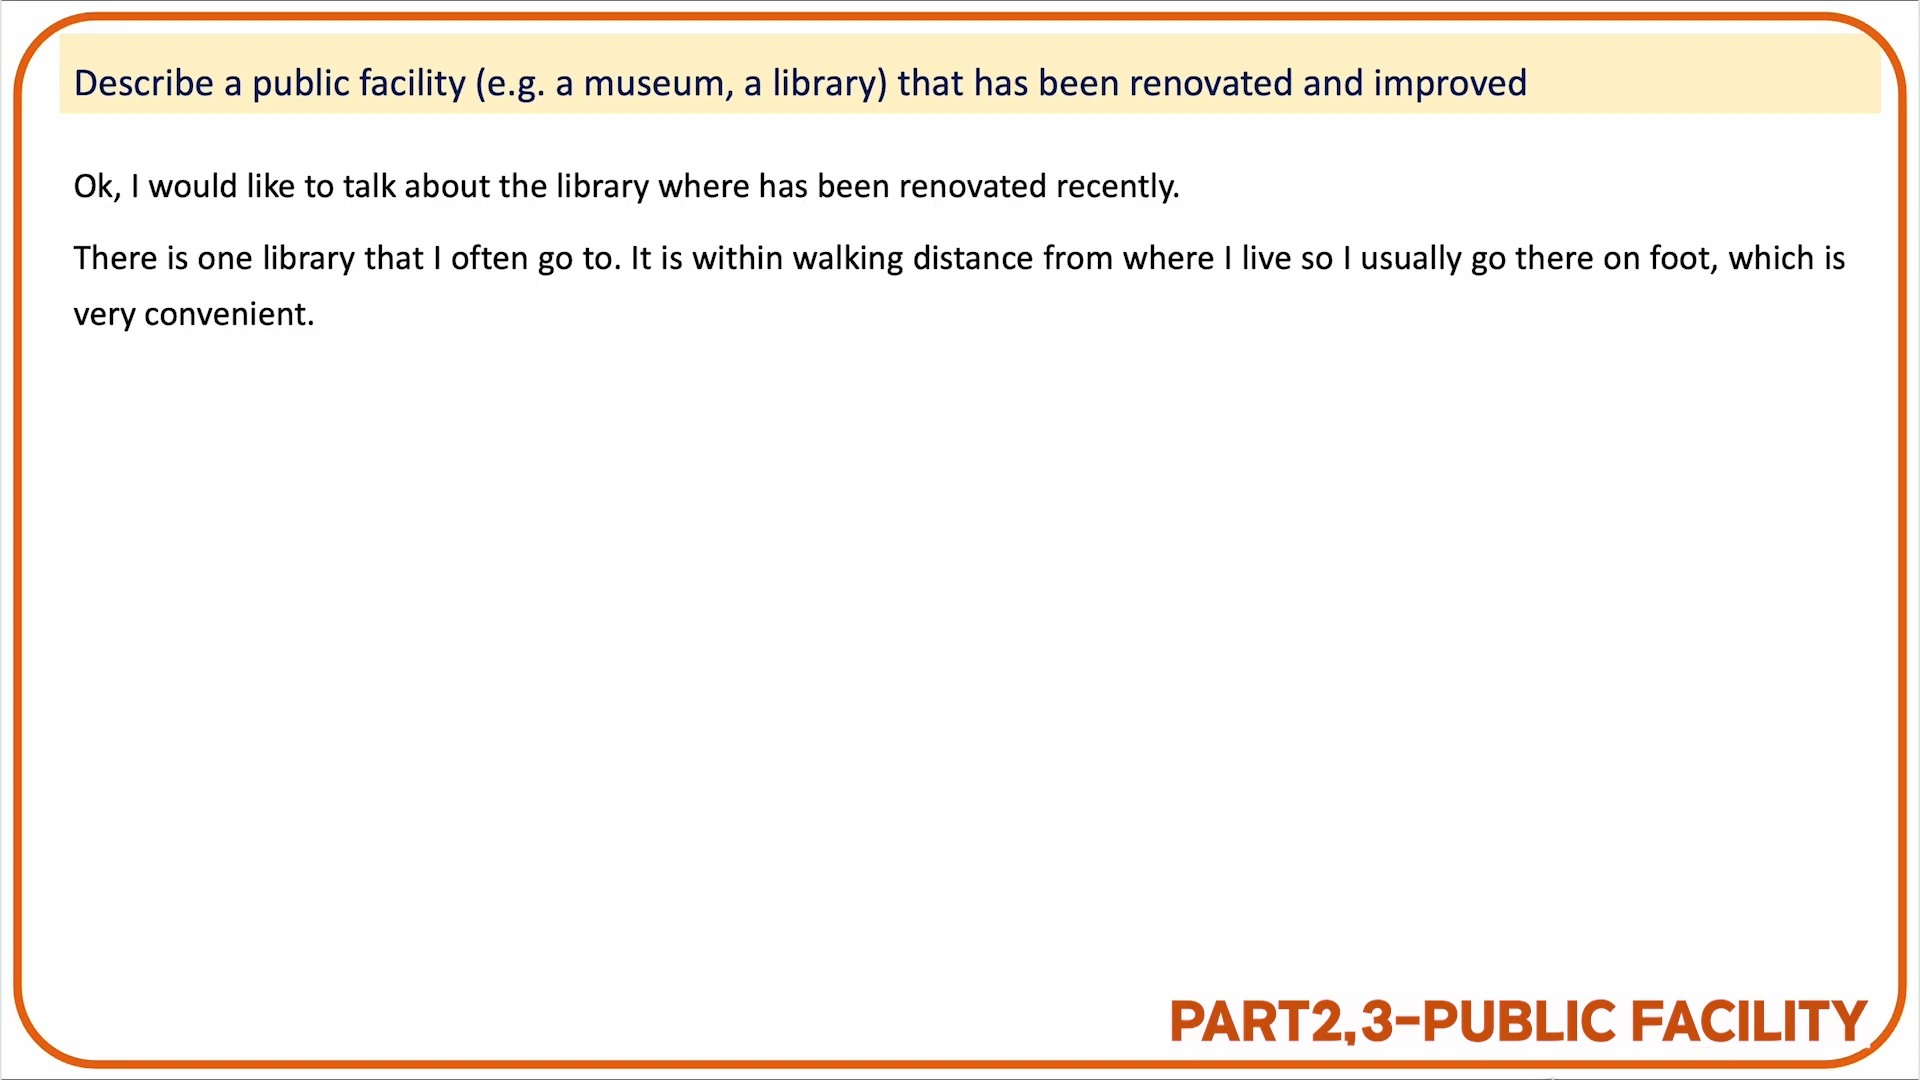 Describe a public facility (e.g. a museum, a library) that has been renovated and improved
Ok, I would like to talk about the library where has been renovated recently.
There is one library that I often go to. It is within walking distance from where I live so I usually go there on foot, which is
very convenient.
PART2,3-PUBLIC FACILITY